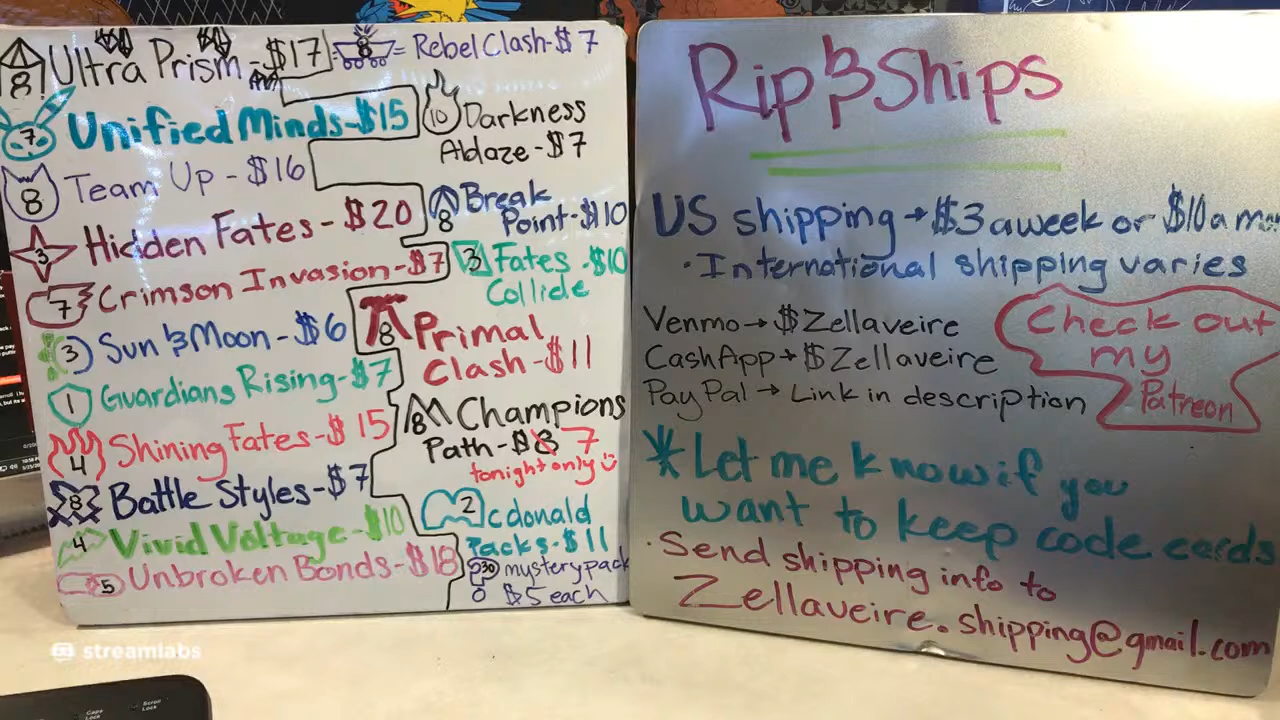 8 Ultra Prism - $17
7 Unified Minds - $15
8 Team Up - $16
3 Hidden Fates - $20
7 Crimson Invasion - $7
3 Sun & Moon - $6
1 Guardians Rising - $7
4 Shining Fates - $15
8 Battle Styles - $7
4 Vivid Voltage - $10
5 Unbroken Bonds - $18
8 = Rebel Clash - $7
10 Darkness
Ablaze - $7
8 Break
Point - $10
3 Fates - $10
Collide
8 Primal
Clash - $11
8 Champions
Path - $8 7
tonight only
2 Mcdonald
Packs - $11
30 mystery pack
$5 each
Rip & Ships
US shipping → $3 a week or $10 a mo
· International shipping varies
Venmo → $Zellaveire
CashApp → $Zellaveire
PayPal → Link in description
Check out
my
Patreon
* Let me know if you
want to keep code cards
· Send shipping info to
Zellaveire.shipping@gmail.com
streamlabs
Caps
Lock
Scroll
Lock